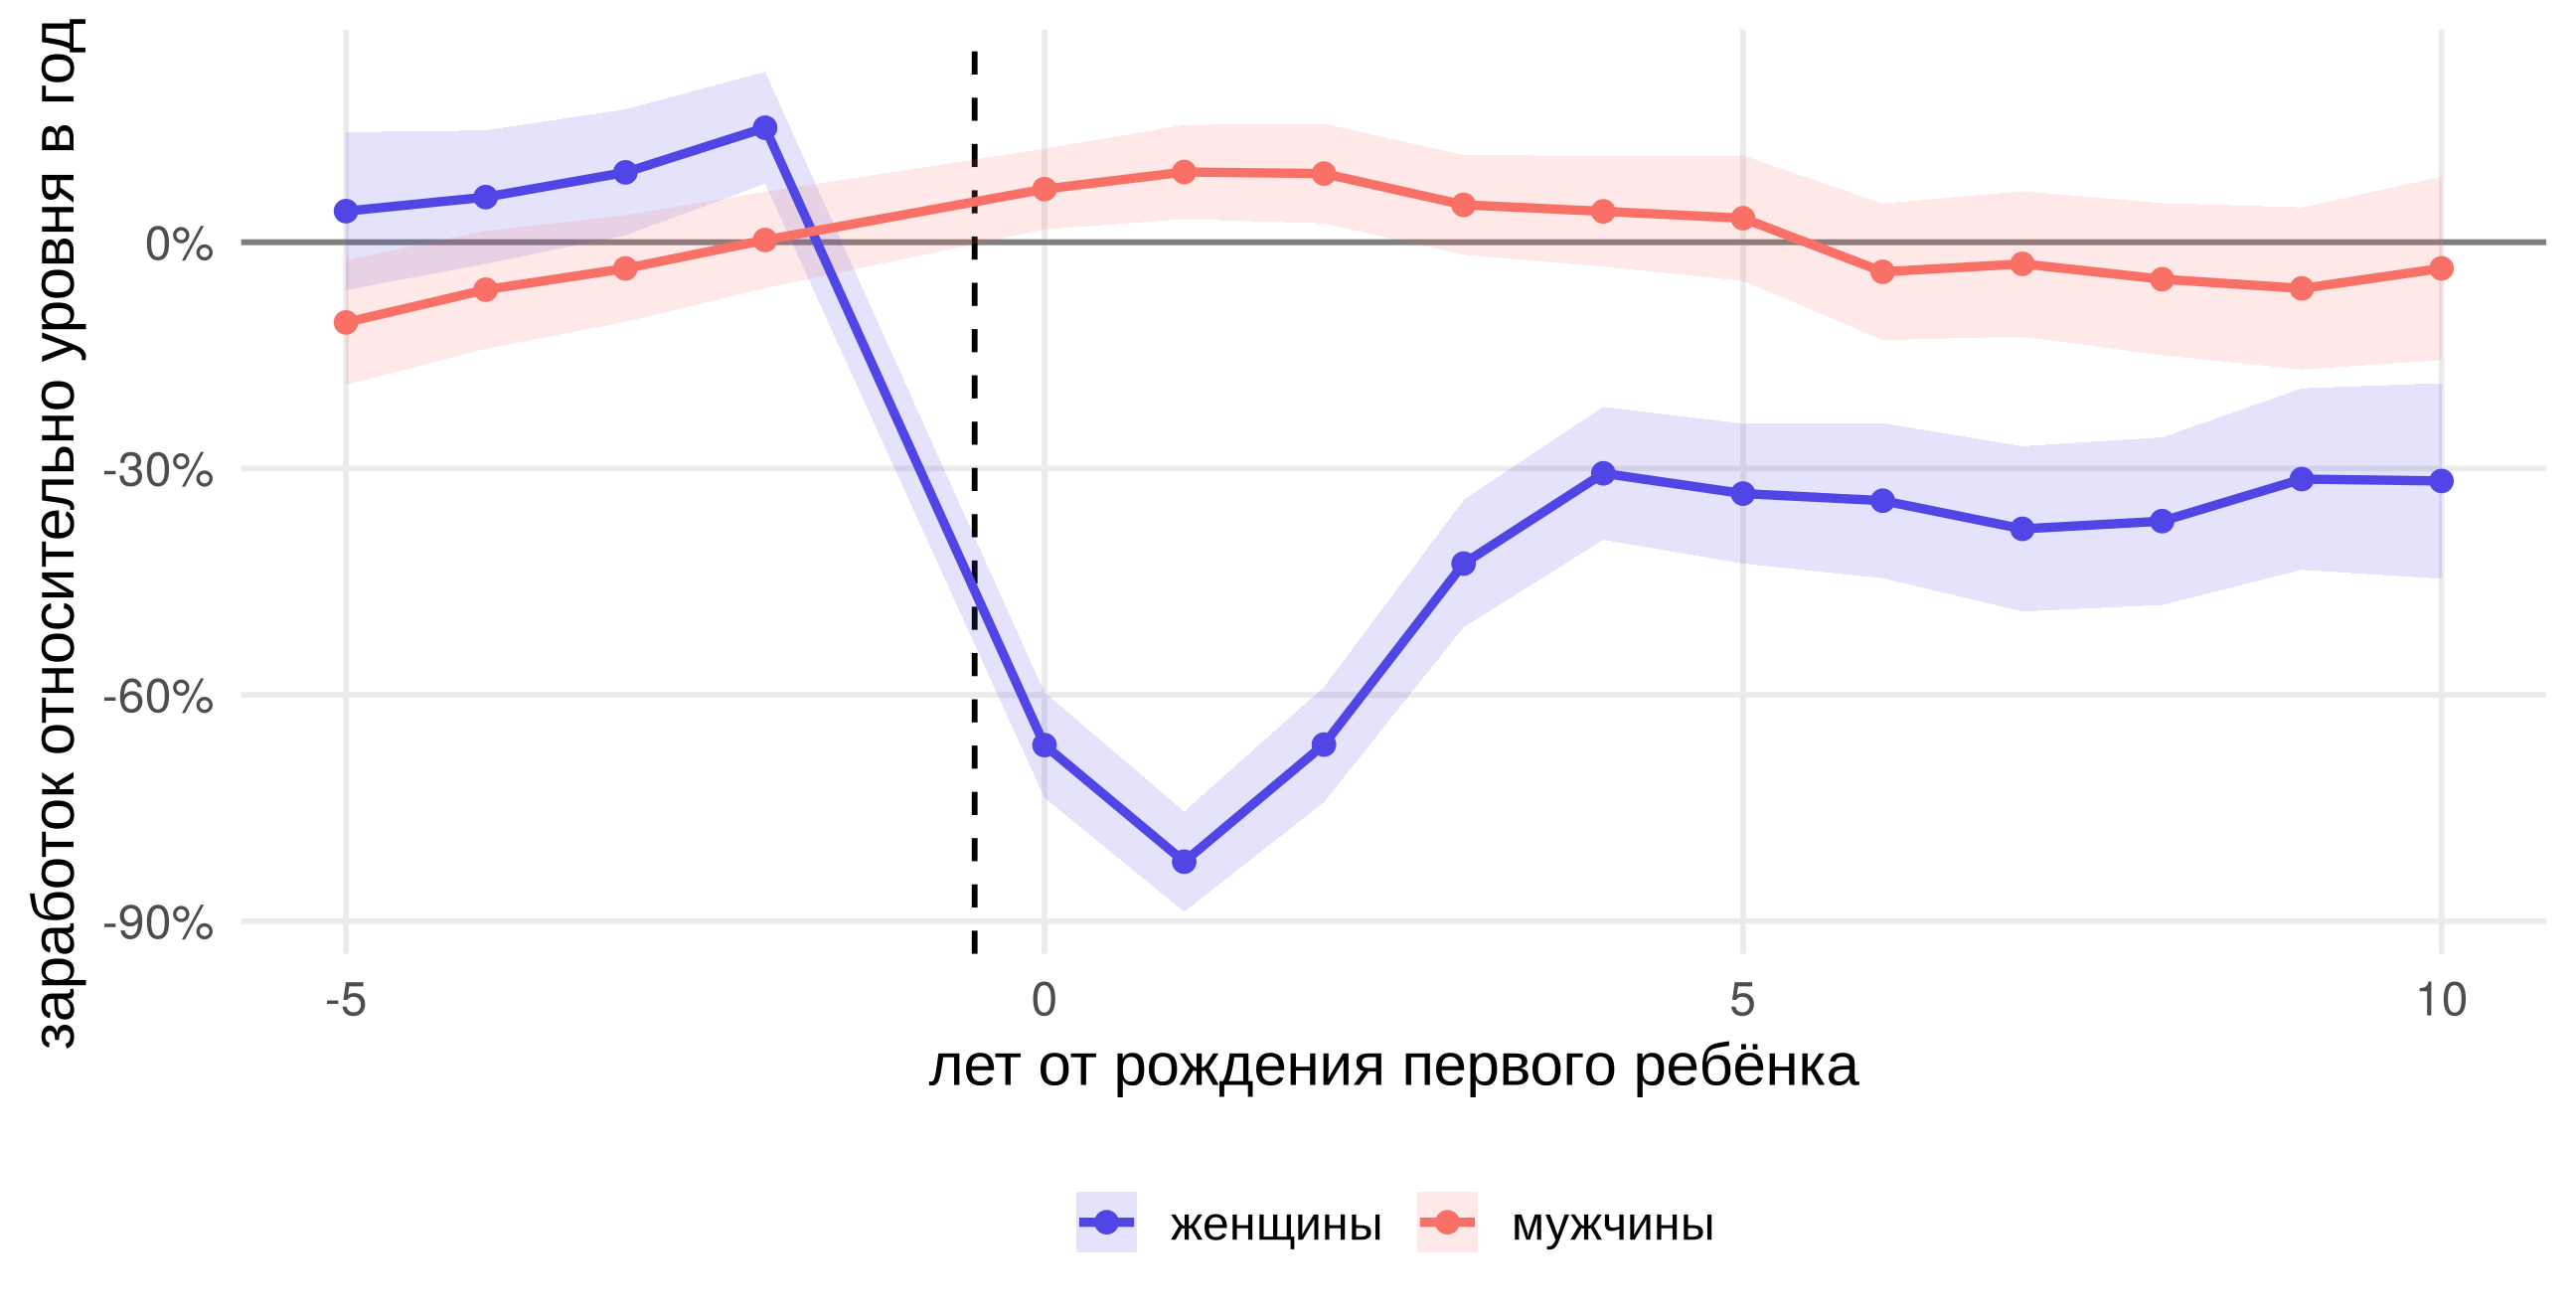 заработок относительно уровня в год
0%
-30%
-60%
-90%
-5 0 5 10
лет от рождения первого ребёнка
женщины мужчины